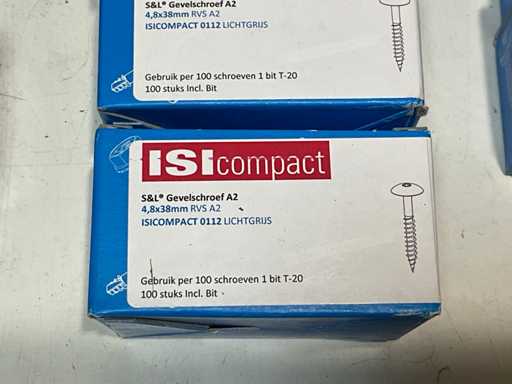 S&L® Gevelschroef A2
4,8x38mm RVS A2
ISICOMPACT 0112 LICHTGRIJS
Gebruik per 100 schroeven 1 bit T-20
100 stuks Incl. Bit
ISIcompact
S&L® Gevelschroef A2
4,8x38mm RVS A2
ISICOMPACT 0112 LICHTGRIJS
Gebruik per 100 schroeven 1 bit T-20
100 stuks Incl. Bit